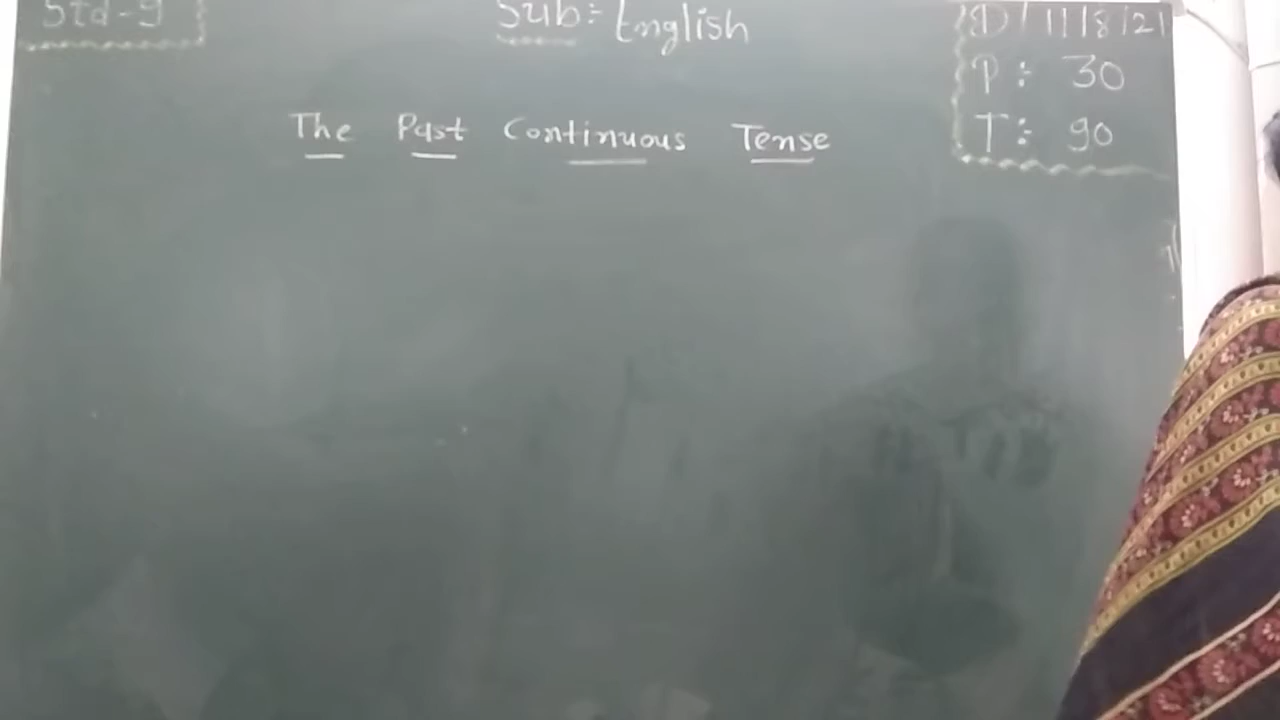 Std-9
Sub:- English
D / 11/8/21
P : 30
T : 90
The Past Continuous Tense